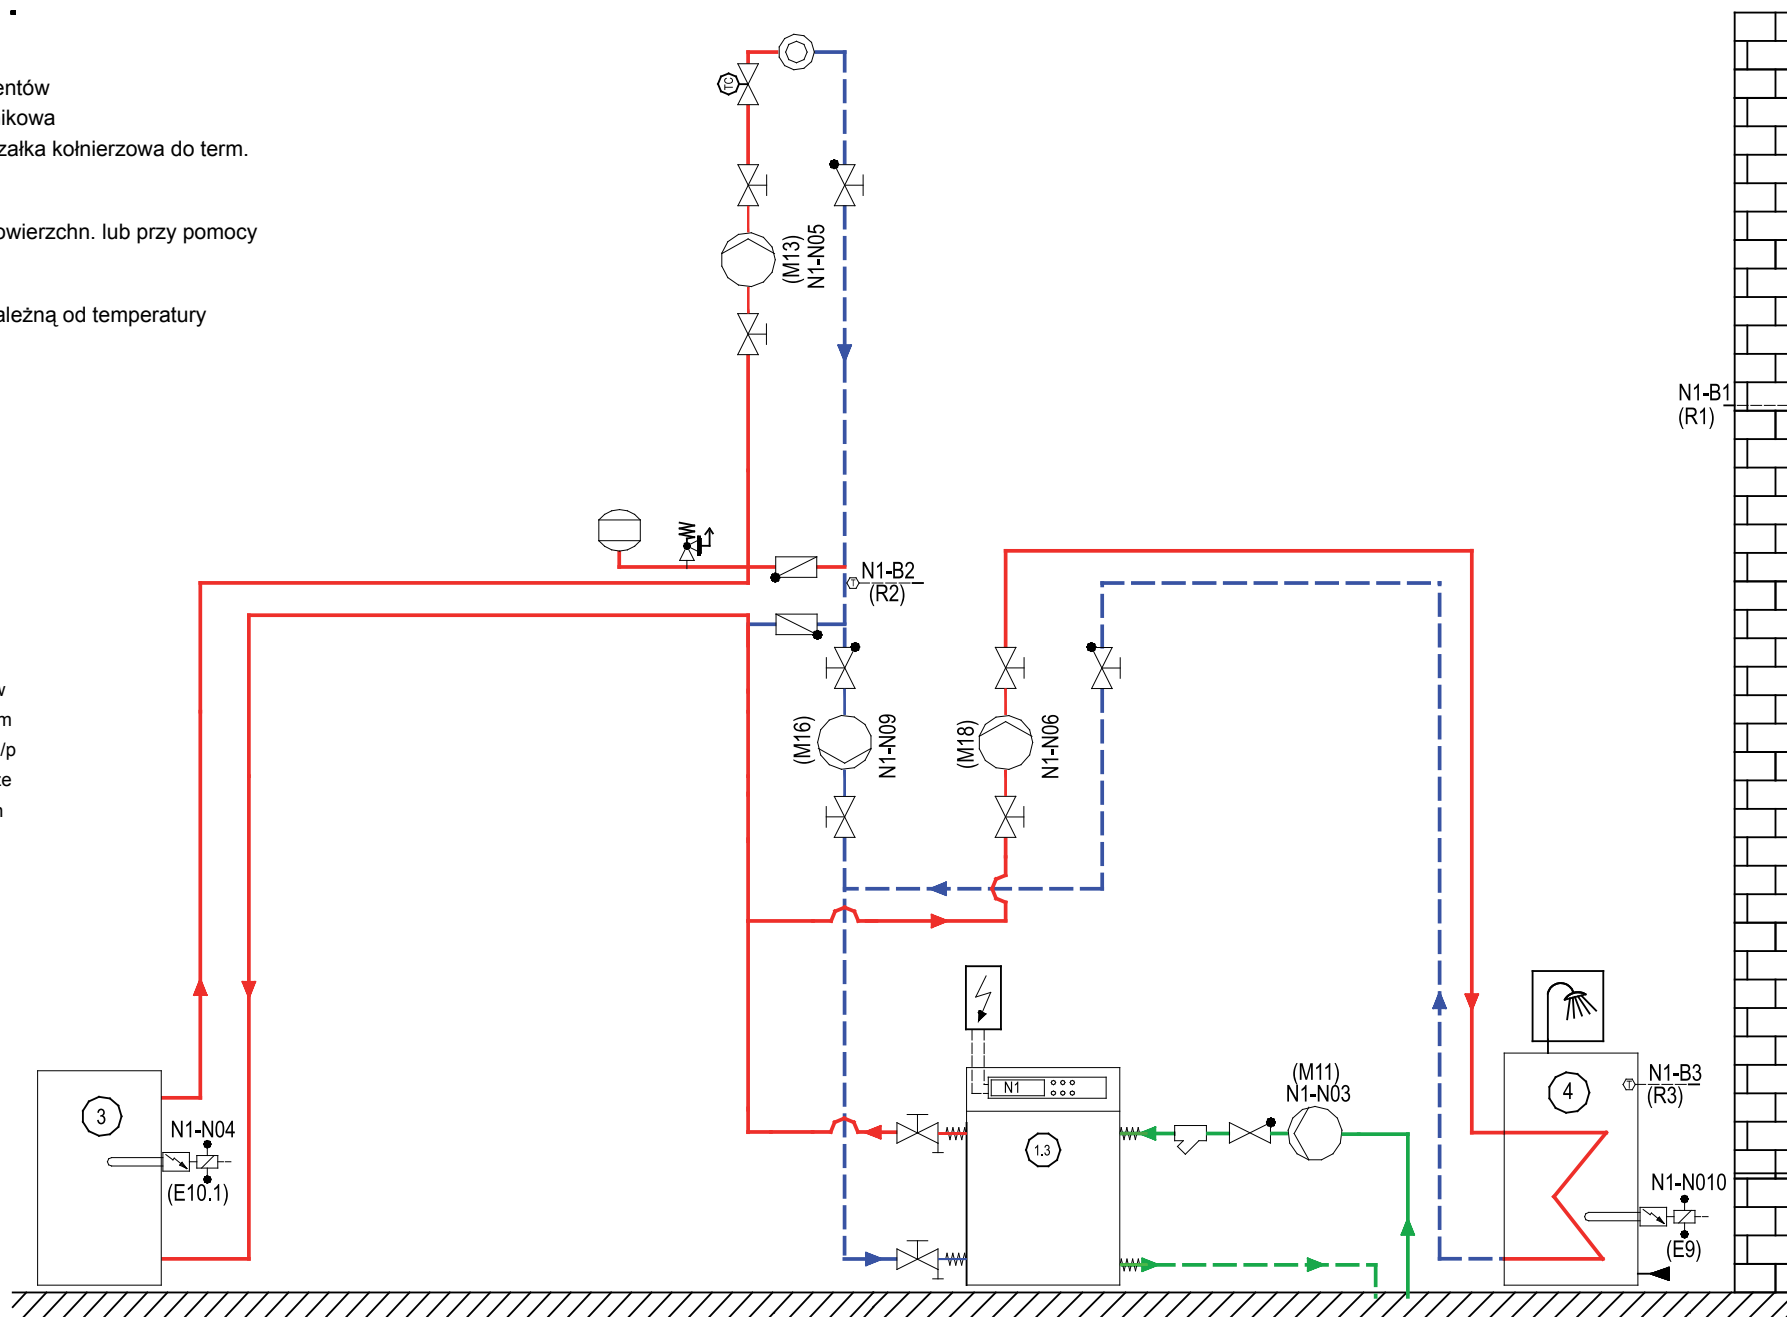 entów
ikowa
załka kołnierzowa do term.
owierzchn. lub przy pomocy
ależną od temperatury
TC
(M13)
N1-N05
N1-B1
(R1)
T
N1-B2
(R2)
w
m
/p
te
n
(M16)
N1-N09
(M18)
N1-N06
3
N1-N04
(E10.1)
N1
1.3
(M11)
N1-N03
4
T
N1-B3
(R3)
N1-N010
(E9)